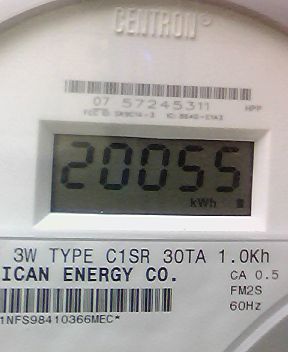 CENTRON®
07 57245311 HPP
20055
kWh
3W TYPE C1SR 30TA 1.0Kh
ICAN ENERGY CO.
CA 0.5
FM2S
60Hz
1NFS98410366MEC*